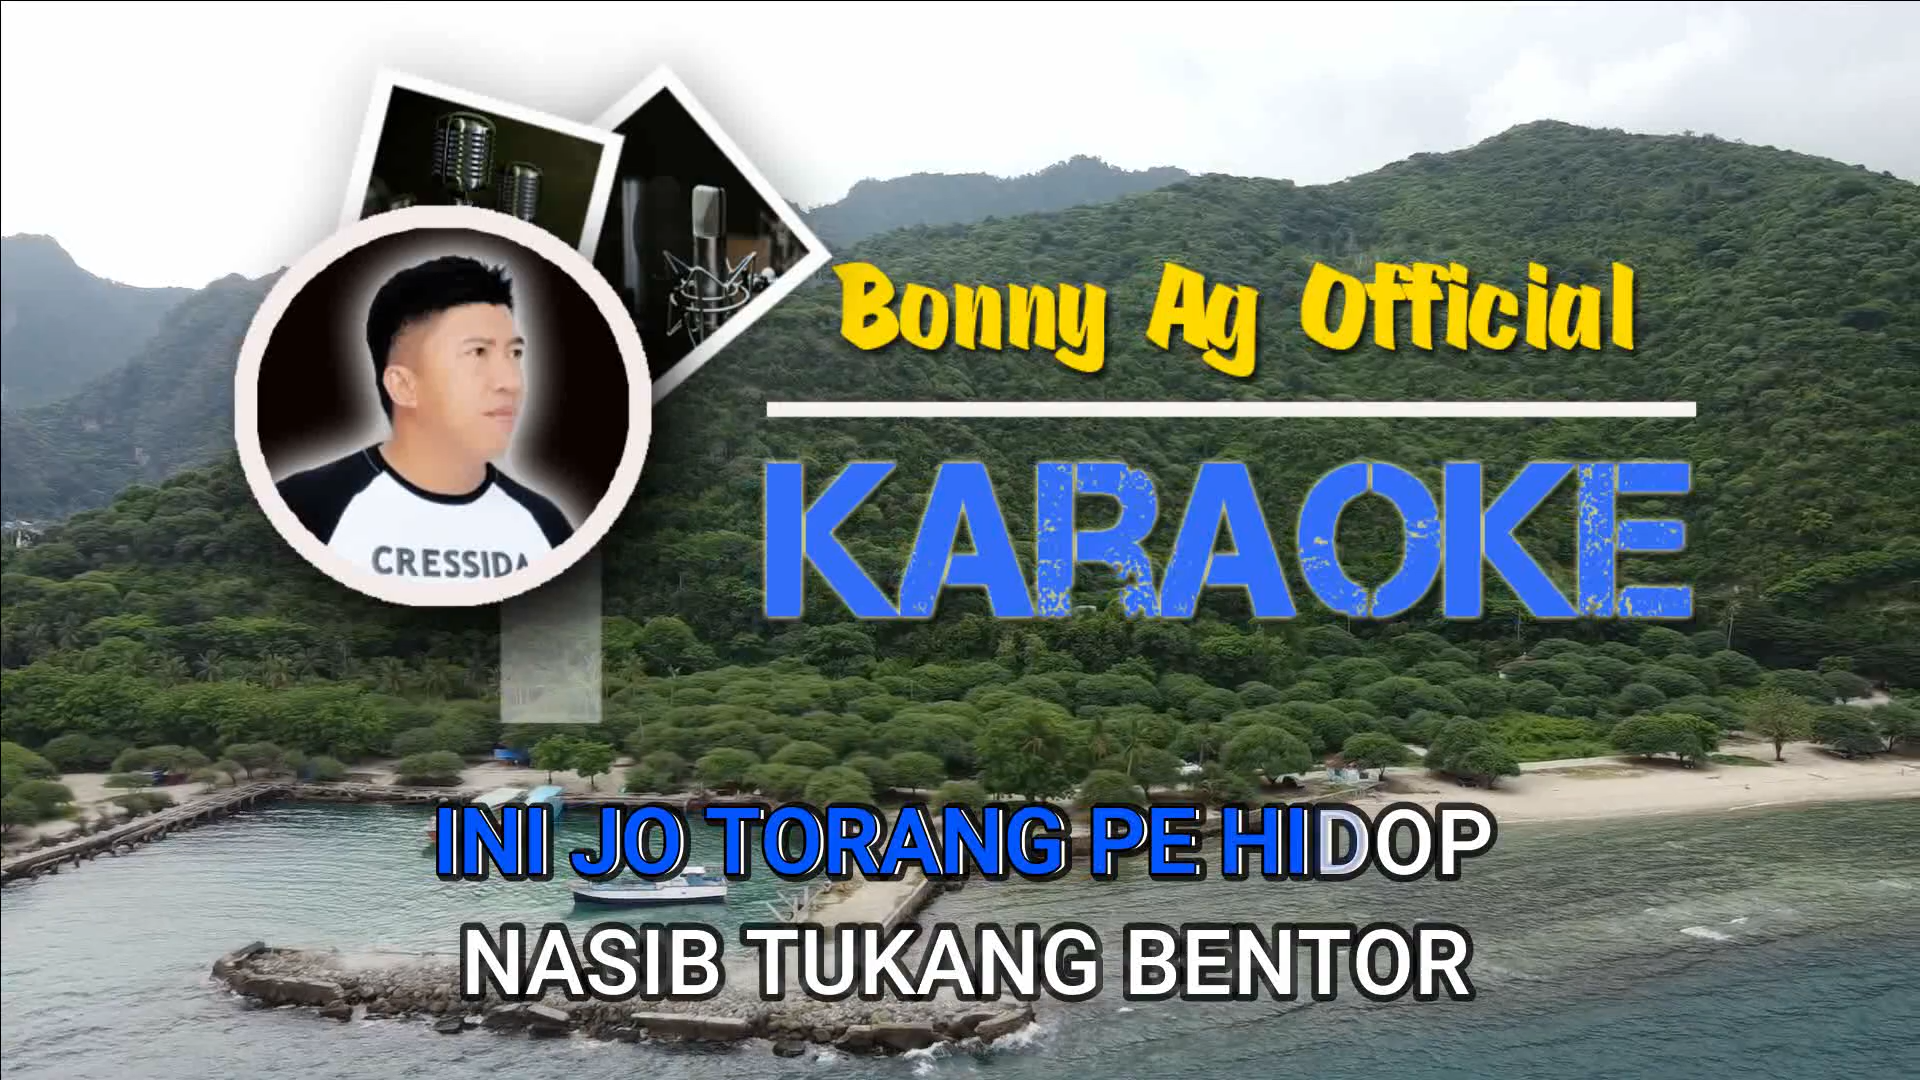 Bonny Ag Official
KARAOKE
CRESSIDA
INI JO TORANG PE HIDOP
NASIB TUKANG BENTOR